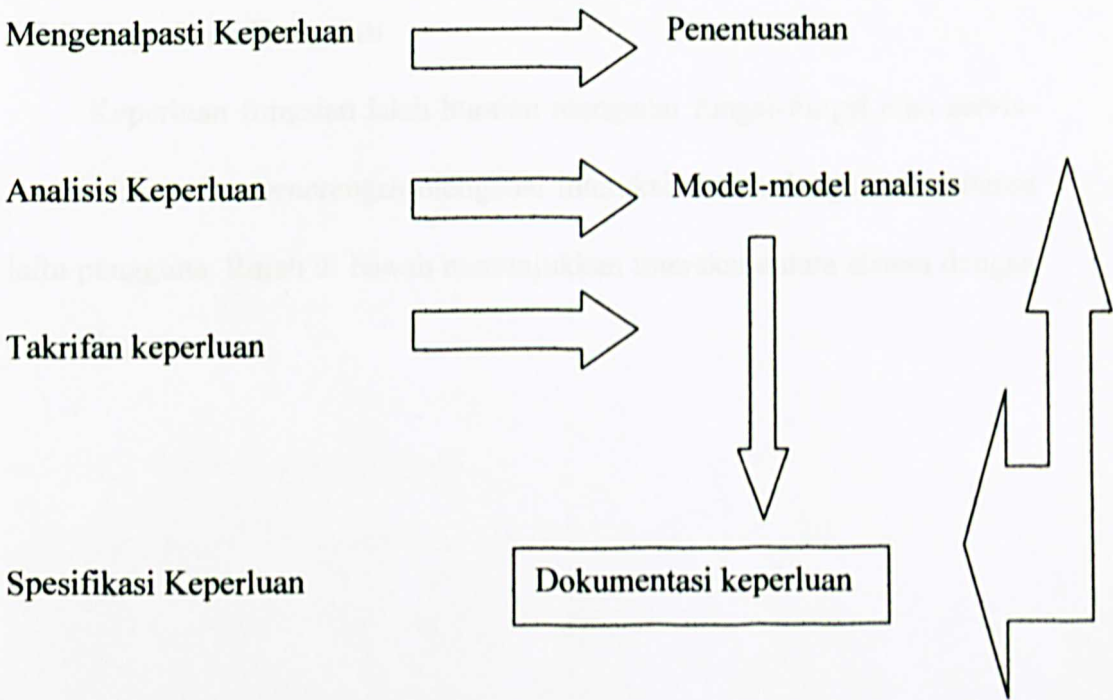 Mengenalpasti Keperluan
Penentusahan
Analisis Keperluan
Model-model analisis
Takrifan keperluan
Spesifikasi Keperluan
Dokumentasi keperluan